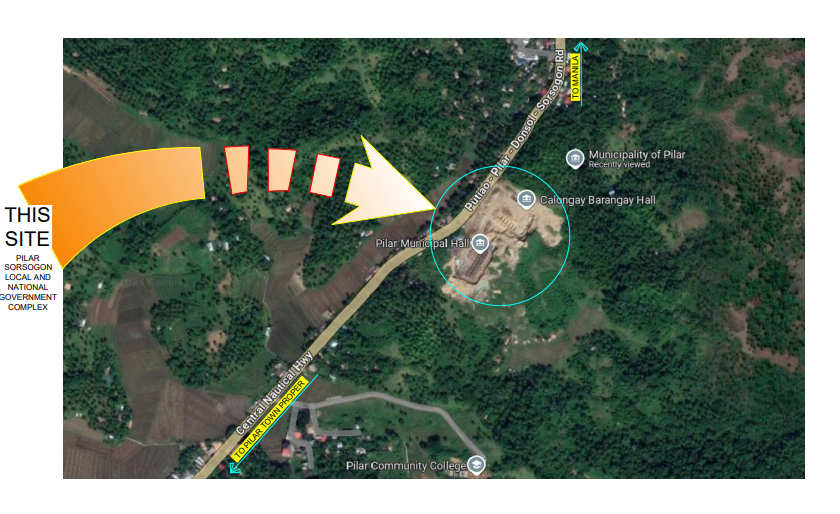 TO MANILA
Putiao - Pilar - Donsoll - Sorsogon Rd
Municipality of Pilar
Recently viewed
Calongay Barangay Hall
THIS
SITE
PILAR
SORSOGON
LOCAL AND
NATIONAL
GOVERNMENT
COMPLEX
Pilar Municipal Hall
Central Nautical Hwy
TO PILAR TOWN PROPER
Pilar Community College